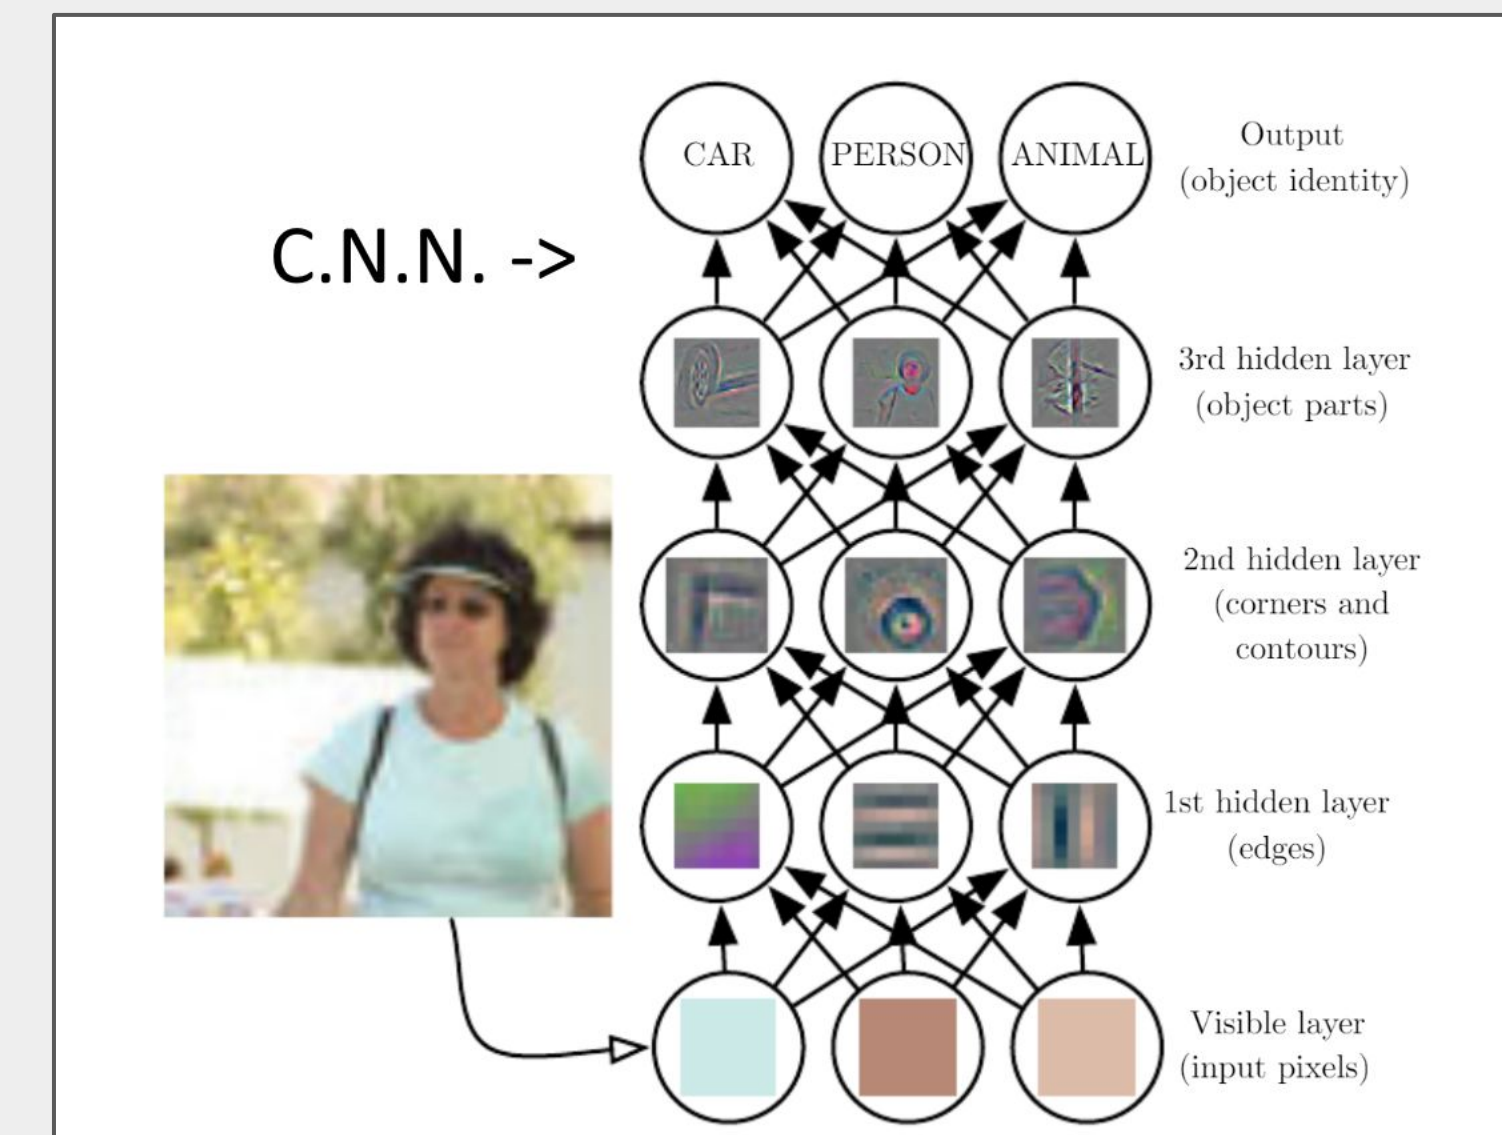 CAR
PERSON
ANIMAL
Output
(object identity)
C.N.N. ->
3rd hidden layer
(object parts)
2nd hidden layer
(corners and
contours)
1st hidden layer
(edges)
Visible layer
(input pixels)